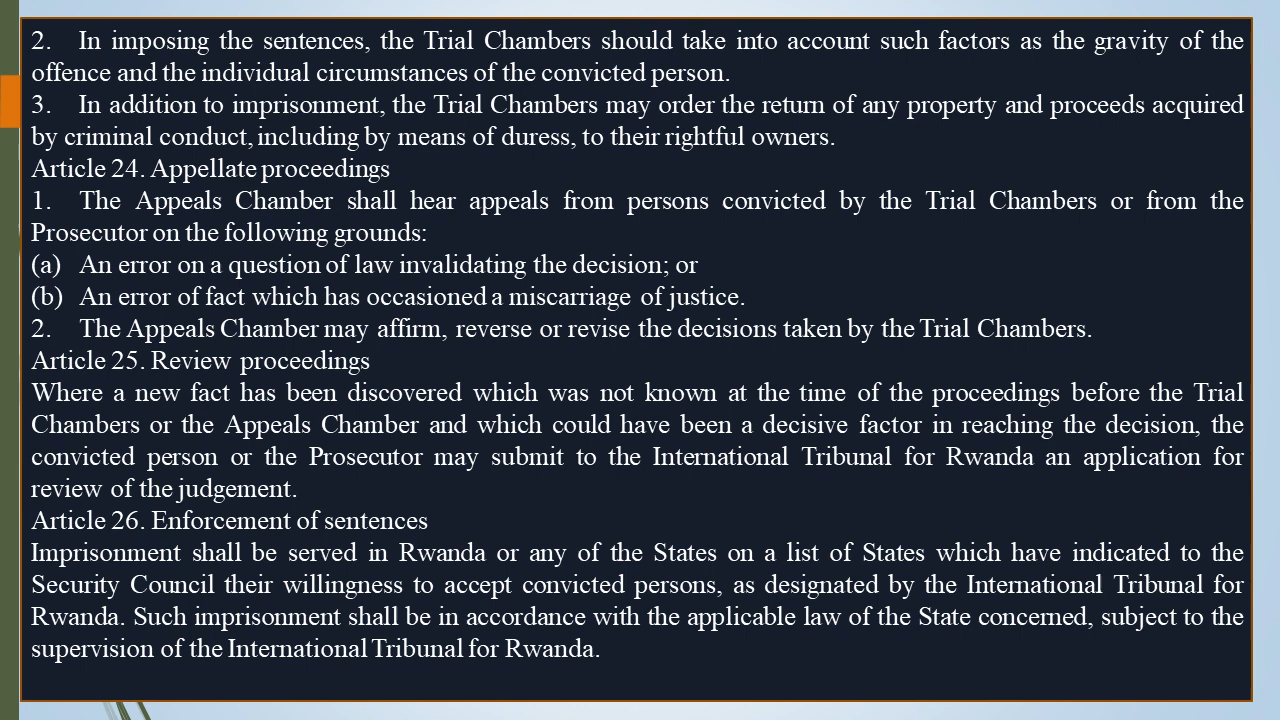 2. In imposing the sentences, the Trial Chambers should take into account such factors as the gravity of the
offence and the individual circumstances of the convicted person.
3. In addition to imprisonment, the Trial Chambers may order the return of any property and proceeds acquired
by criminal conduct, including by means of duress, to their rightful owners.
Article 24. Appellate proceedings
1. The Appeals Chamber shall hear appeals from persons convicted by the Trial Chambers or from the
Prosecutor on the following grounds:
(a) An error on a question of law invalidating the decision; or
(b) An error of fact which has occasioned a miscarriage of justice.
2. The Appeals Chamber may affirm, reverse or revise the decisions taken by the Trial Chambers.
Article 25. Review proceedings
Where a new fact has been discovered which was not known at the time of the proceedings before the Trial
Chambers or the Appeals Chamber and which could have been a decisive factor in reaching the decision, the
convicted person or the Prosecutor may submit to the International Tribunal for Rwanda an application for
review of the judgement.
Article 26. Enforcement of sentences
Imprisonment shall be served in Rwanda or any of the States on a list of States which have indicated to the
Security Council their willingness to accept convicted persons, as designated by the International Tribunal for
Rwanda. Such imprisonment shall be in accordance with the applicable law of the State concerned, subject to the
supervision of the International Tribunal for Rwanda.